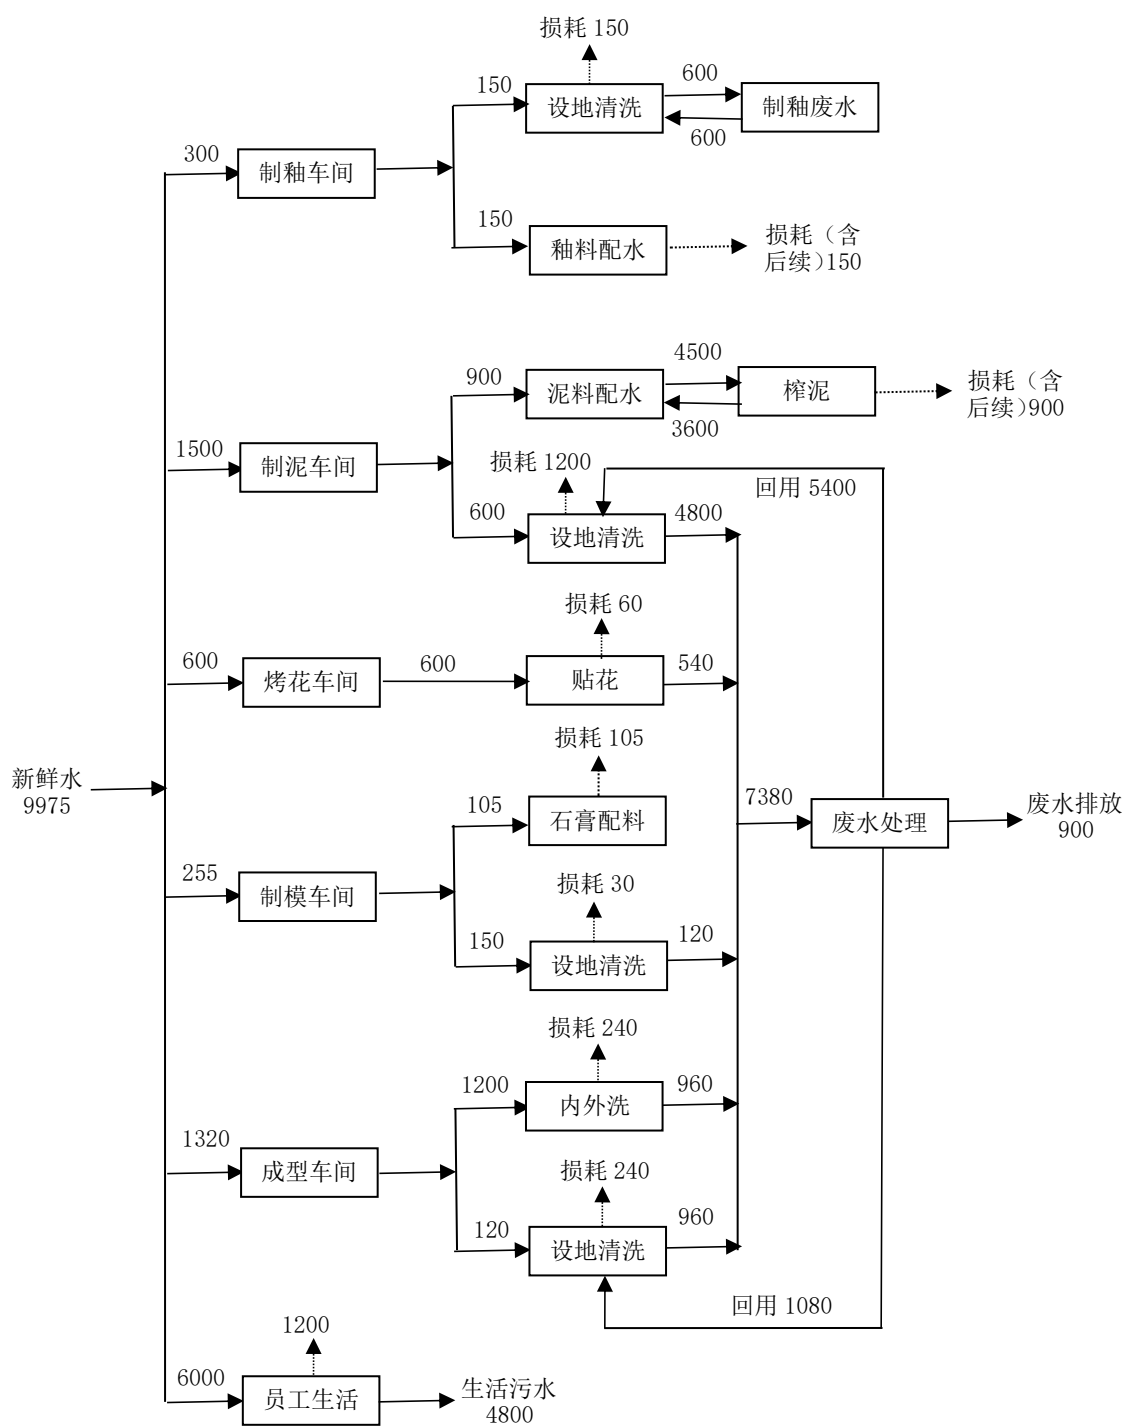 损耗 150
150
设地清洗
600
600
制釉废水
300
制釉车间
150
釉料配水
损耗（含
后续）150
900
泥料配水
4500
3600
榨泥
损耗（含
后续）900
1500
制泥车间
损耗 1200
回用 5400
600
设地清洗
4800
损耗 60
600
烤花车间
600
贴花
540
损耗 105
新鲜水
9975
105
石膏配料
7380
废水处理
废水排放
900
255
制模车间
损耗 30
150
设地清洗
120
损耗 240
1200
内外洗
960
1320
成型车间
损耗 240
120
设地清洗
960
回用 1080
1200
6000
员工生活
生活污水
4800